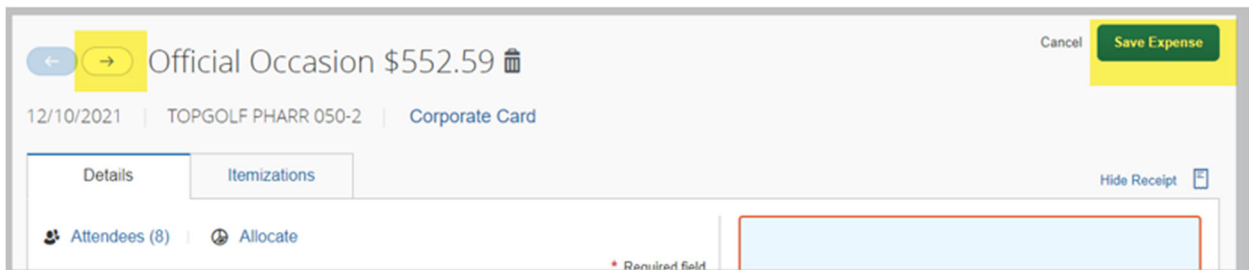 Cancel Save Expense
← → Official Occasion $552.59
12/10/2021 | TOPGOLF PHARR 050-2 | Corporate Card
Details Itemizations
Hide Receipt
Attendees (8) | Allocate
* Required field